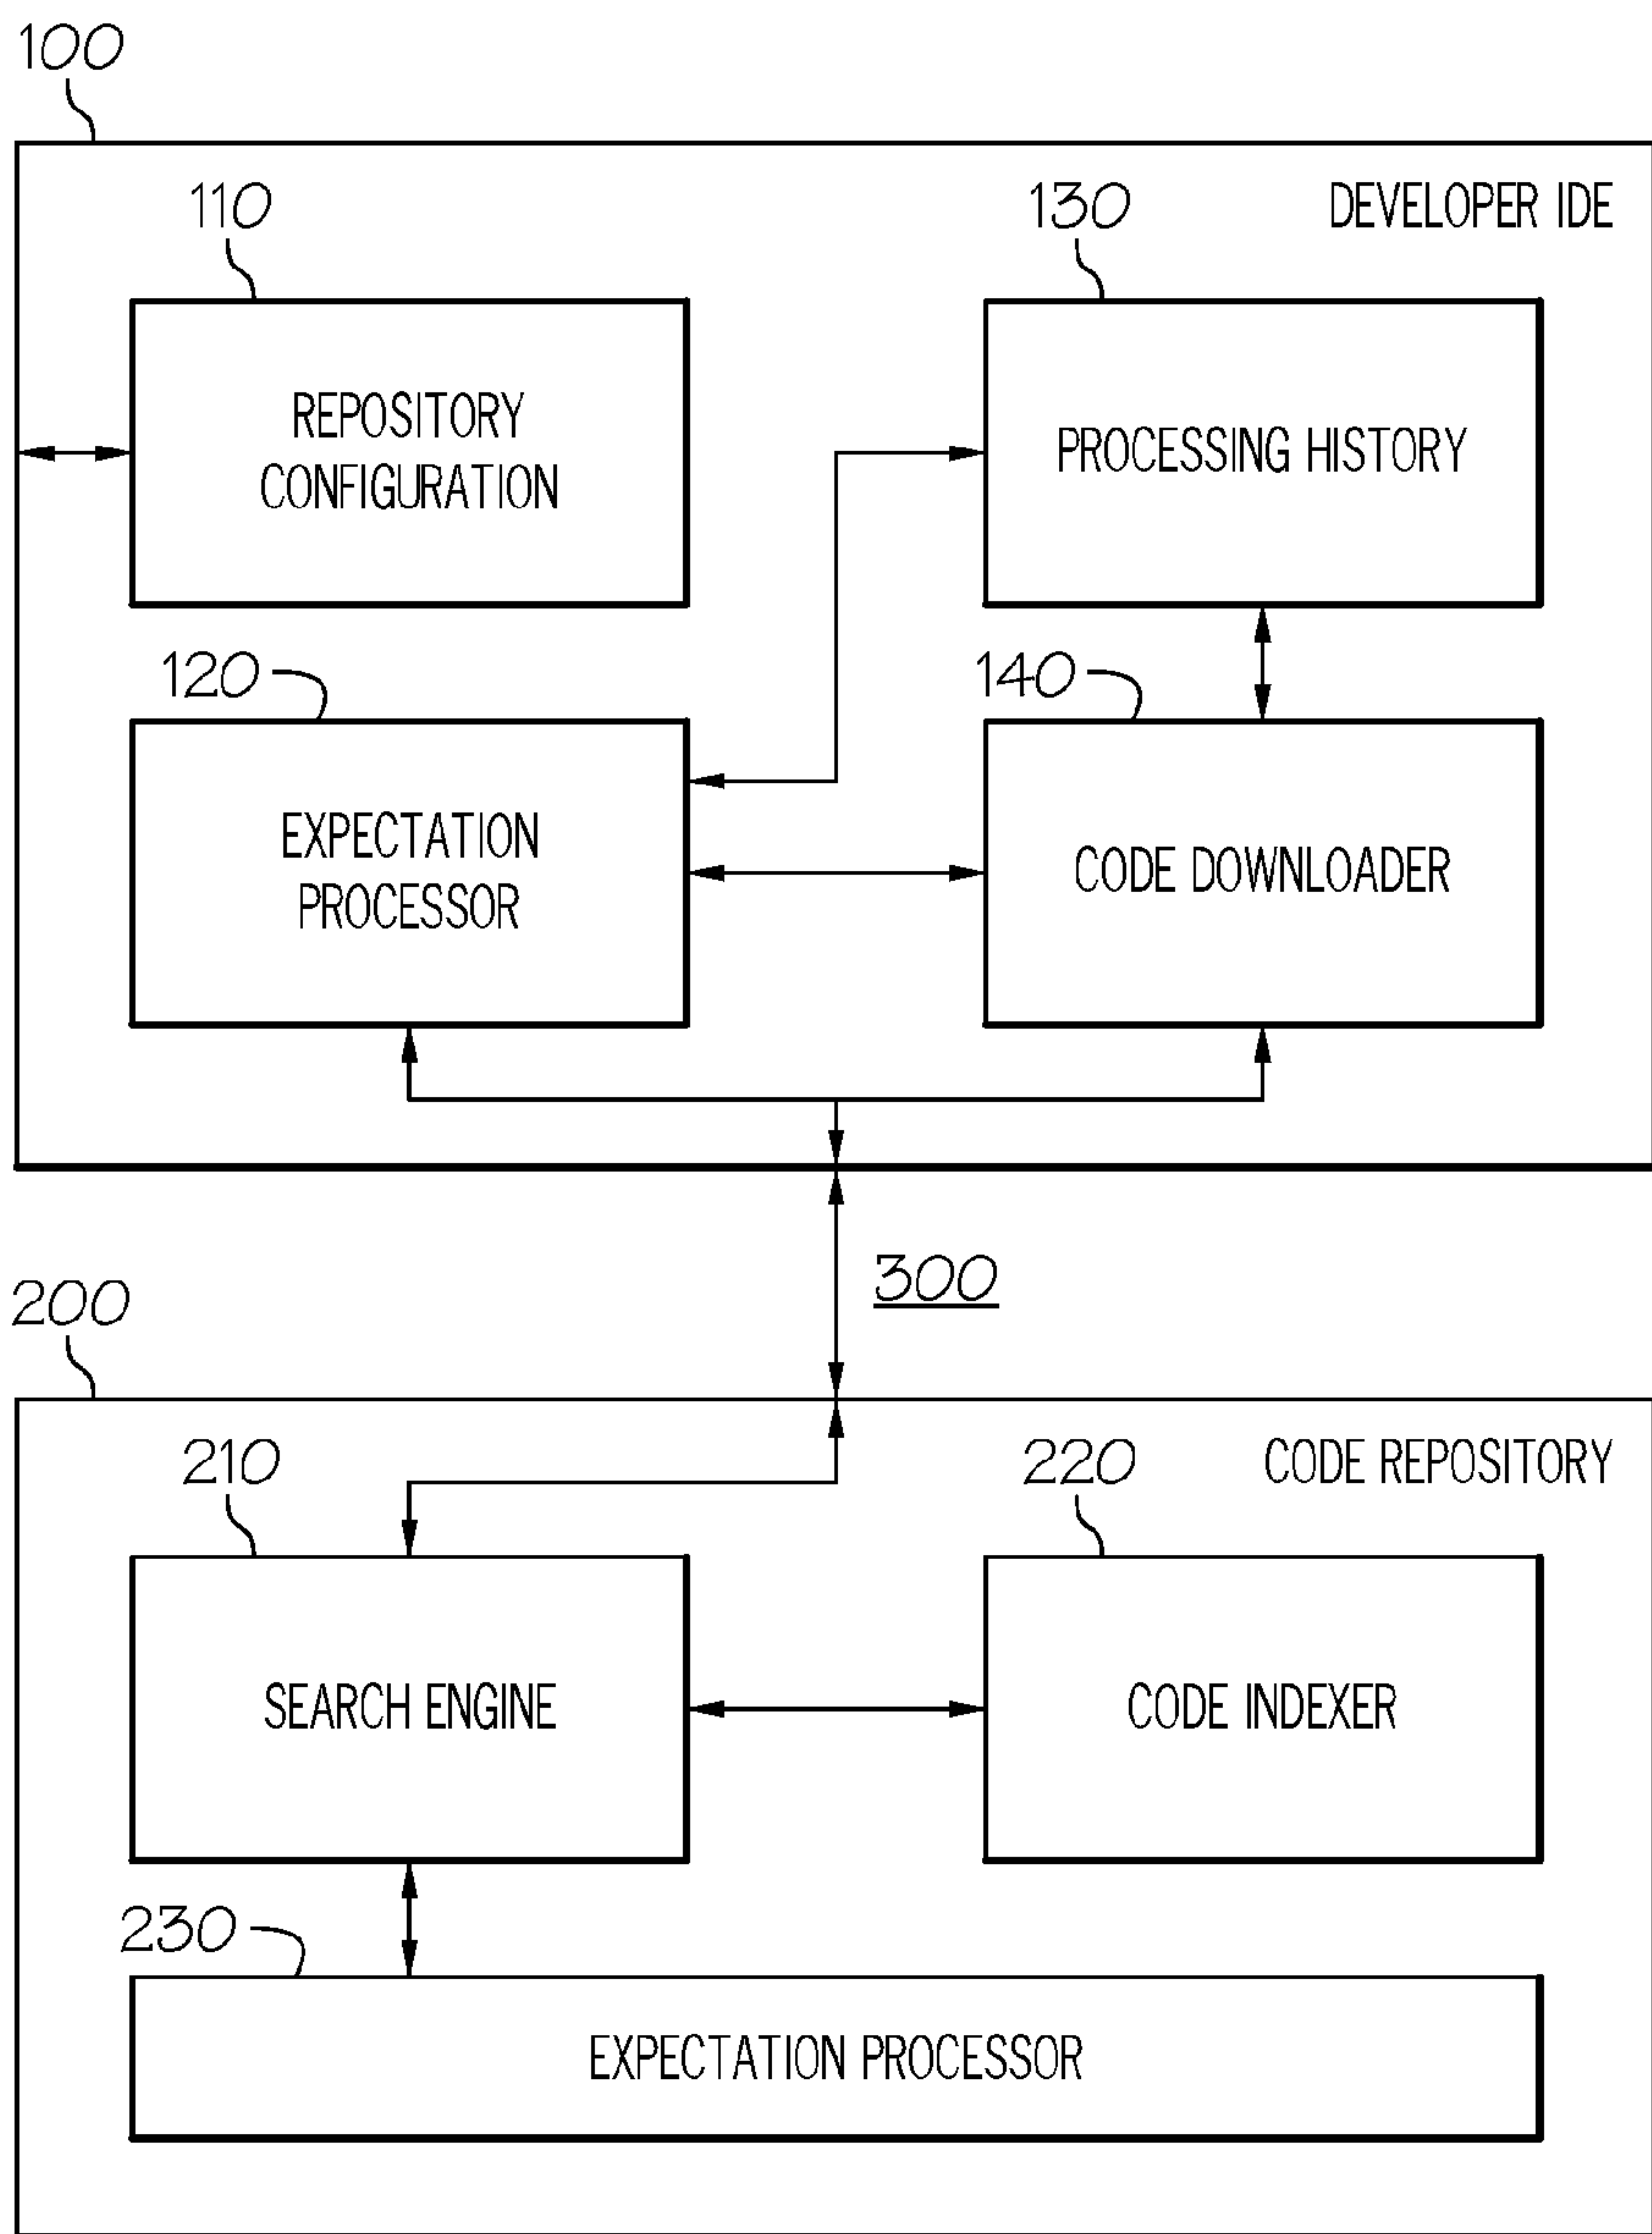 100
DEVELOPER IDE
110
130
REPOSITORY
CONFIGURATION
PROCESSING HISTORY
120
140
EXPECTATION
PROCESSOR
CODE DOWNLOADER
300
200
CODE REPOSITORY
210
220
SEARCH ENGINE
CODE INDEXER
230
EXPECTATION PROCESSOR